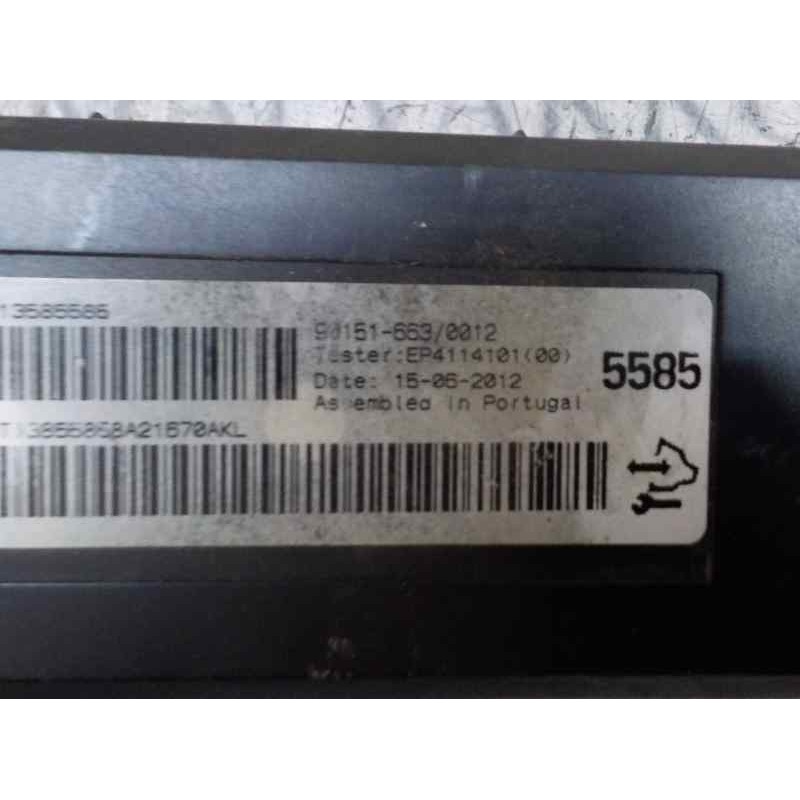 13585585
90151-663/0012
Tester:EP4114101(00)
Date: 15-06-2012
Assembled in Portugal
5585